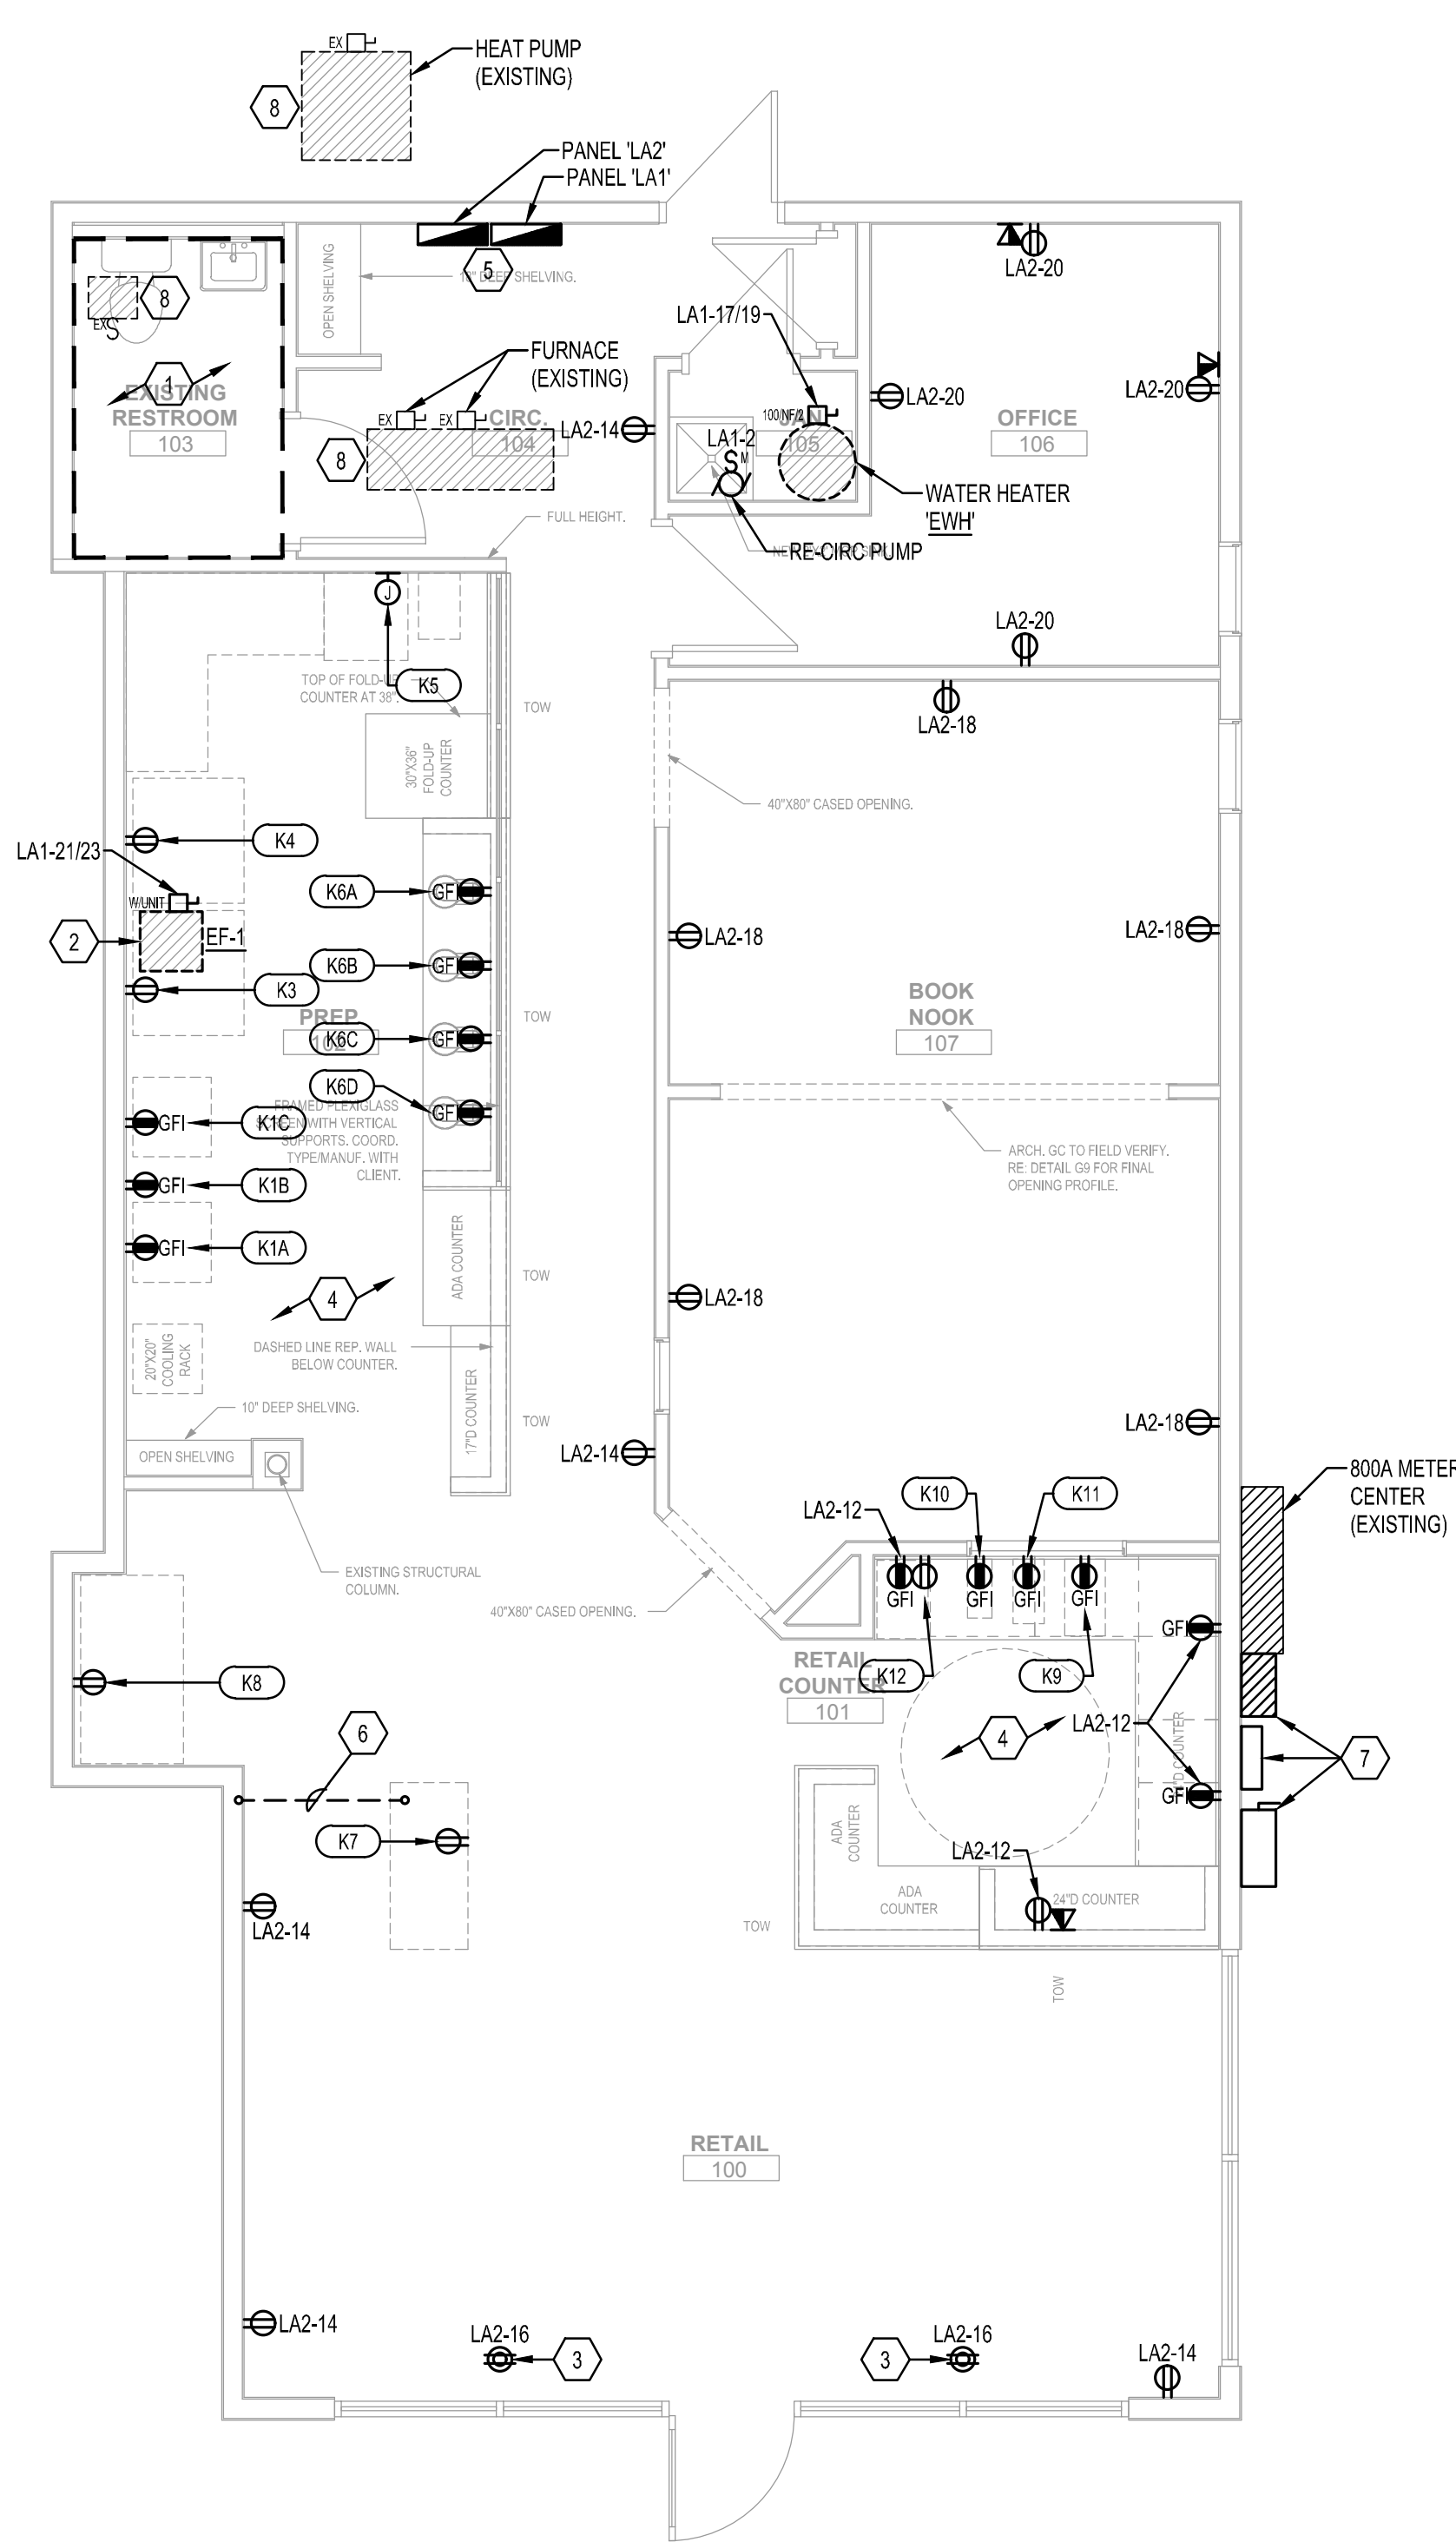 EX
HEAT PUMP
(EXISTING)
8
PANEL 'LA2'
PANEL 'LA1'
5
OPEN SHELVING
DEEP SHELVING.
8
EXS
LA2-20
LA1-17/19
FURNACE
(EXISTING)
1
EXISTING
RESTROOM
103
EX
EX
CIRC.
104
8
LA2-14
100/NF/2
JAN
105
LA1-2
SM
LA2-20
LA2-20
OFFICE
106
WATER HEATER
'EWH'
FULL HEIGHT.
RE-CIRC PUMP
J
K5
TOP OF FOLD-UP
COUNTER AT 38".
TOW
30"X36"
FOLD-UP
COUNTER
LA2-20
LA2-18
40"X80" CASED OPENING.
K4
LA1-21/23
W/UNIT
2
EF-1
K3
K6A
GFI
K6B
GFI
K6C
GFI
K6D
GFI
PREP
102
TOW
LA2-18
LA2-18
BOOK
NOOK
107
FRAMED PLEXIGLASS
SCREEN WITH VERTICAL
SUPPORTS. COORD.
TYPE/MANUF. WITH
CLIENT.
GFI
K1C
GFI
K1B
GFI
K1A
ARCH. GC TO FIELD VERIFY.
RE: DETAIL G9 FOR FINAL
OPENING PROFILE.
ADA COUNTER
TOW
4
LA2-18
DASHED LINE REP. WALL
BELOW COUNTER.
20"X20"
COOLING
RACK
10" DEEP SHELVING.
17"D COUNTER
TOW
OPEN SHELVING
LA2-14
LA2-18
800A METER
CENTER
(EXISTING)
LA2-12
K10
K11
EXISTING STRUCTURAL
COLUMN.
40"X80" CASED OPENING.
GFI
GFI
GFI
GFI
GFI
K8
RETAIL
COUNTER
101
K12
K9
LA2-12
4
6
7
GFI
K7
ADA
COUNTER
LA2-12
ADA
COUNTER
24"D COUNTER
LA2-14
TOW
TOW
RETAIL
100
LA2-14
LA2-16
3
3
LA2-16
LA2-14